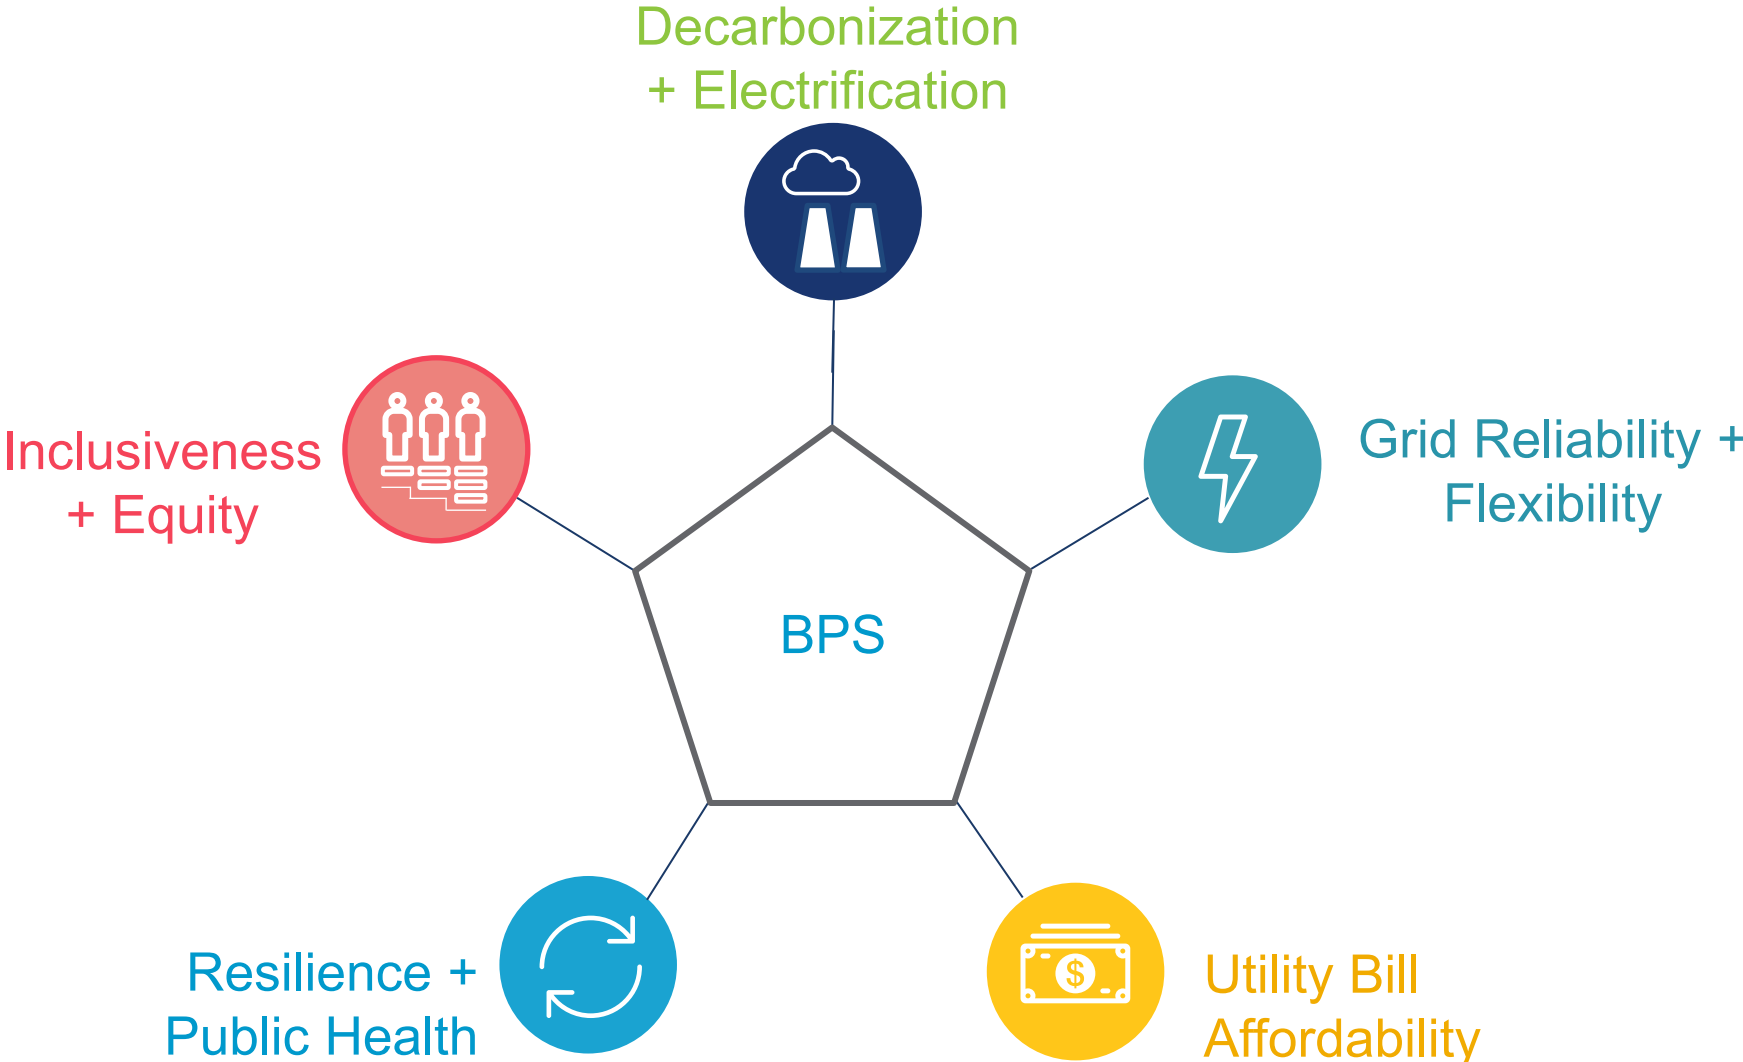 Decarbonization
+ Electrification
Inclusiveness
+ Equity
Grid Reliability +
Flexibility
BPS
Resilience +
Public Health
$
Utility Bill
Affordability